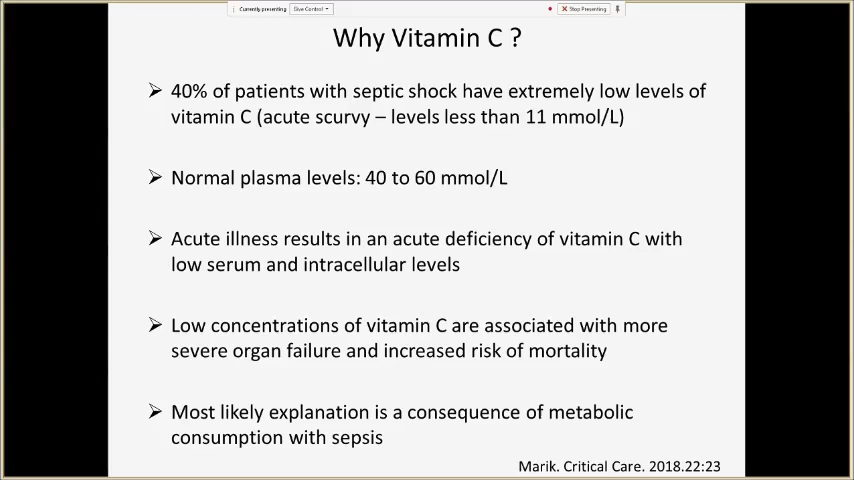 Currently presenting Give Control Stop Presenting
Why Vitamin C ?
➢ 40% of patients with septic shock have extremely low levels of
vitamin C (acute scurvy – levels less than 11 mmol/L)
➢ Normal plasma levels: 40 to 60 mmol/L
➢ Acute illness results in an acute deficiency of vitamin C with
low serum and intracellular levels
➢ Low concentrations of vitamin C are associated with more
severe organ failure and increased risk of mortality
➢ Most likely explanation is a consequence of metabolic
consumption with sepsis
Marik. Critical Care. 2018.22:23